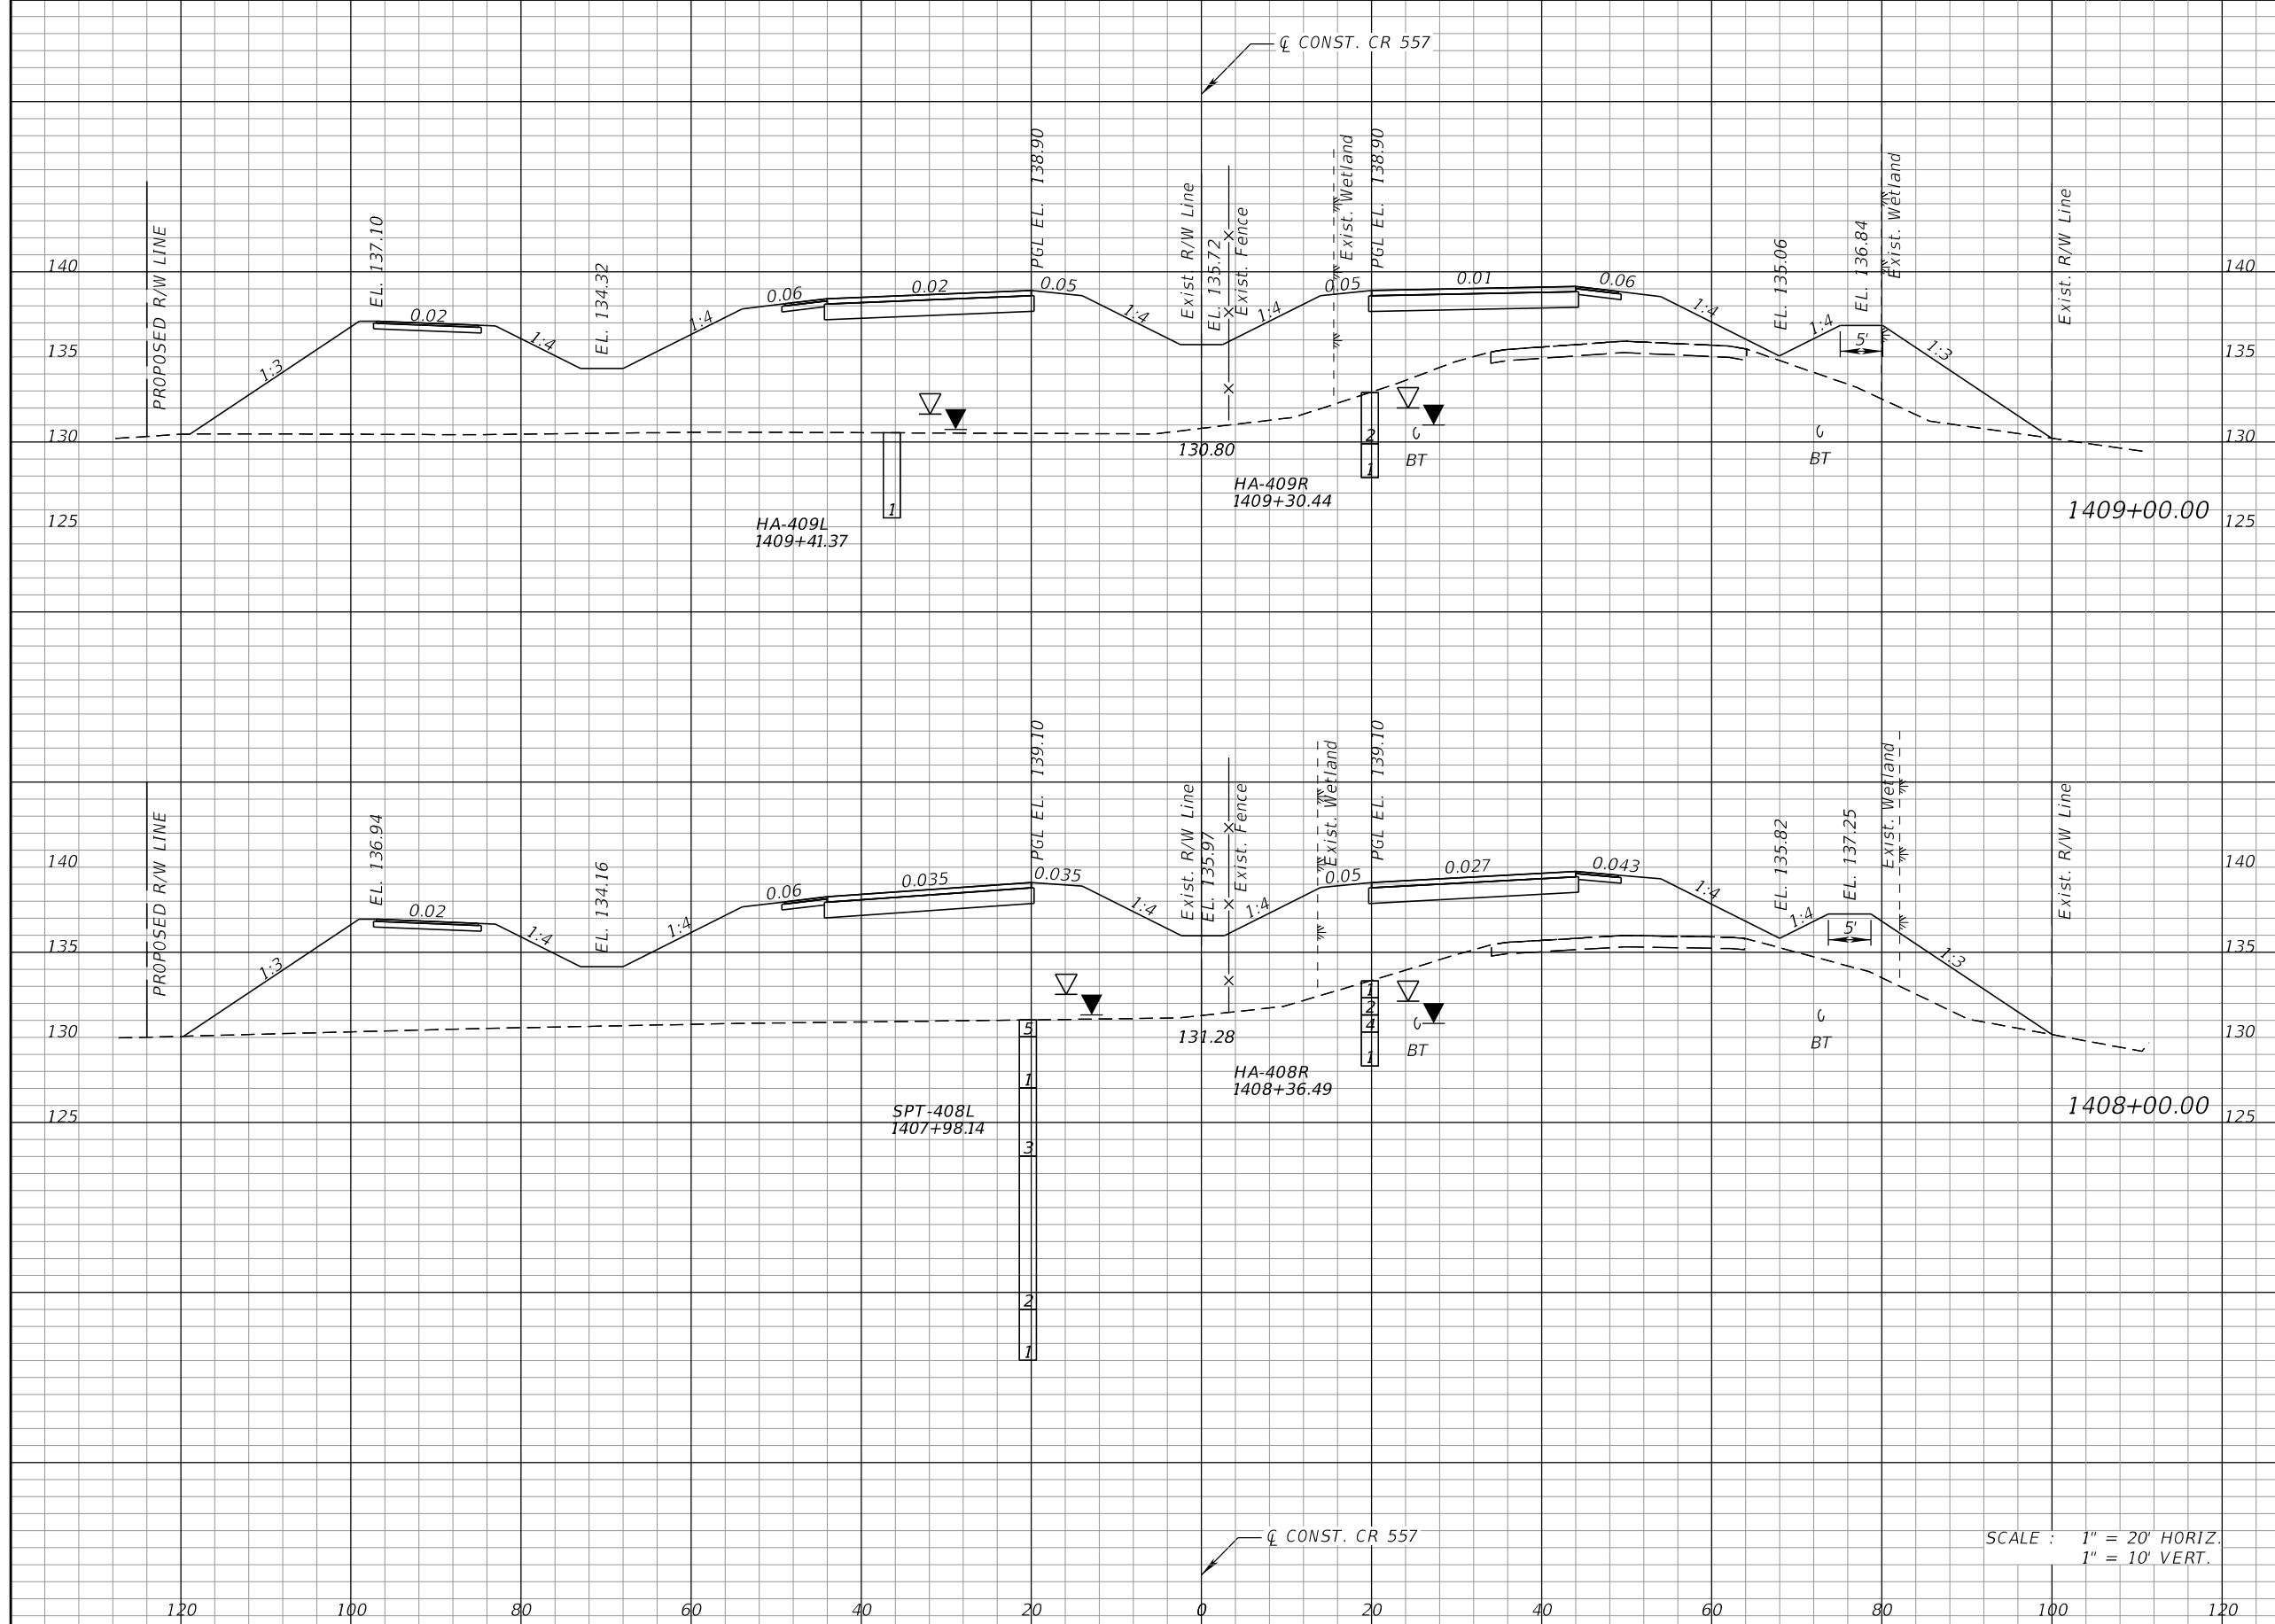 ℄ CONST. CR 557
PROPOSED R/W LINE
EL. 137.10
EL. 134.32
PGL EL. 138.90
Exist R/W Line
EL. 135.72
Exist. Fence
Exist. Wetland
PGL EL. 138.90
EL. 135.06
EL. 136.84
Exist. Wetland
Exist. R/W Line
140
140
1:3
0.02
1:4
1:4
0.06
0.02
0.05
1:4
1:4
0.05
0.01
0.06
1:4
1:4
5'
1:3
135
135
130
130
130.80
2
1
BT
BT
HA-409R
1409+30.44
1
HA-409L
1409+41.37
125
125
1409+00.00
PROPOSED R/W LINE
EL. 136.94
EL. 134.16
PGL EL. 139.10
Exist. R/W Line
EL. 135.97
Exist. Fence
Exist. Wetland
PGL EL. 139.10
EL. 135.82
EL. 137.25
Exist. Wetland
Exist. R/W Line
140
140
1:3
0.02
1:4
1:4
0.06
0.035
0.035
1:4
1:4
0.05
0.027
0.043
1:4
1:4
5'
1:3
135
135
130
130
131.28
1
2
4
1
BT
BT
HA-408R
1408+36.49
5
1
3
2
1
SPT-408L
1407+98.14
125
125
1408+00.00
℄ CONST. CR 557
SCALE : 1" = 20' HORIZ.
1" = 10' VERT.
120 100 80 60 40 20 0 20 40 60 80 100 120